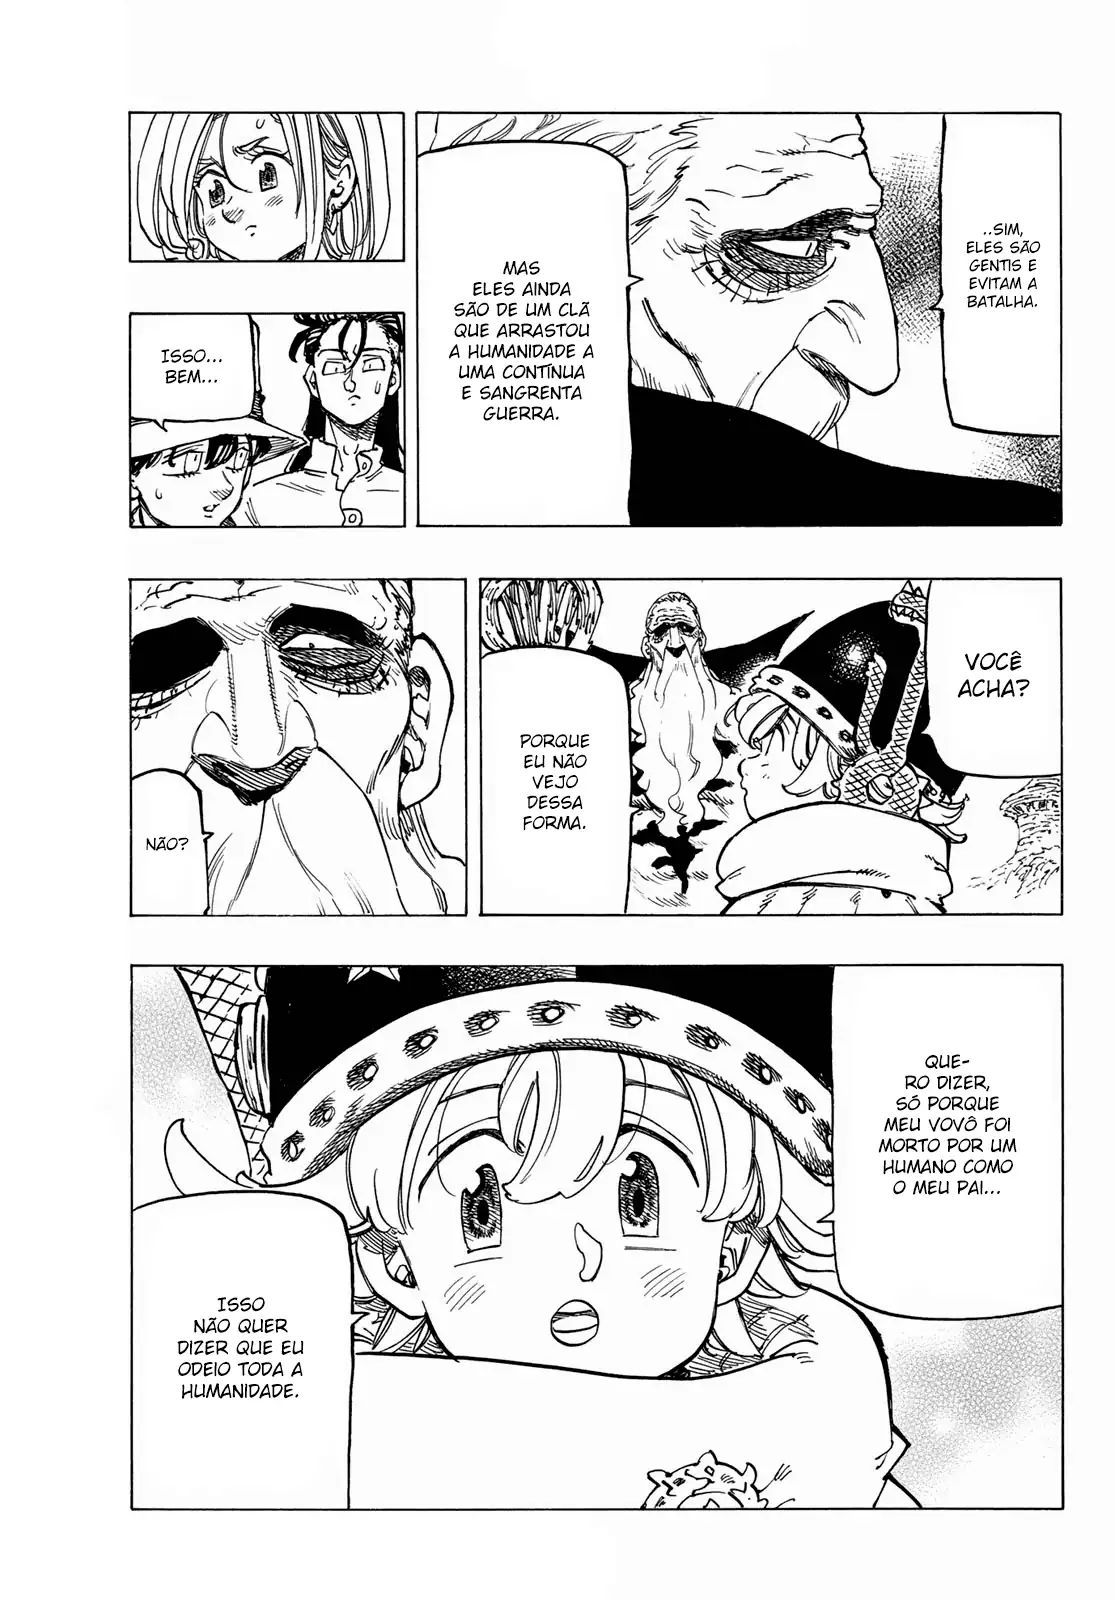 ..SIM,
ELES SÃO
GENTIS E
EVITAM A
BATALHA.
MAS
ELES AINDA
SÃO DE UM CLÃ
QUE ARRASTOU
A HUMANIDADE A
UMA CONTÍNUA
E SANGRENTA
GUERRA.
ISSO...
BEM...
VOCÊ
ACHA?
PORQUE
EU NÃO
VEJO
DESSA
FORMA.
NÃO?
QUE-
RO DIZER,
SÓ PORQUE
MEU VOVÔ FOI
MORTO POR UM
HUMANO COMO
O MEU PAI...
ISSO
NÃO QUER
DIZER QUE EU
ODEIO TODA A
HUMANIDADE.